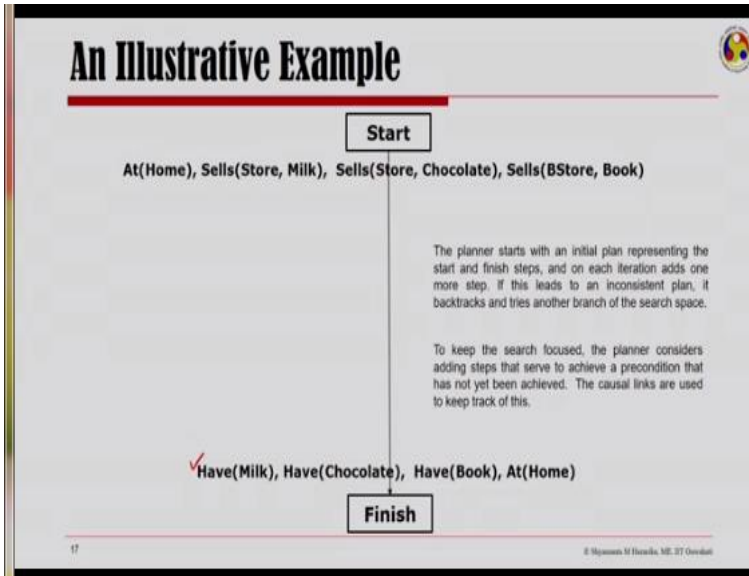 An Illustrative Example
Start
At(Home), Sells(Store, Milk), Sells(Store, Chocolate), Sells(BStore, Book)
The planner starts with an initial plan representing the
start and finish steps, and on each iteration adds one
more step. If this leads to an inconsistent plan, it
backtracks and tries another branch of the search space.
To keep the search focused, the planner considers
adding steps that serve to achieve a precondition that
has not yet been achieved. The causal links are used
to keep track of this.
Have(Milk), Have(Chocolate), Have(Book), At(Home)
Finish
17
M Hazarika, ME, IIT Guwahati